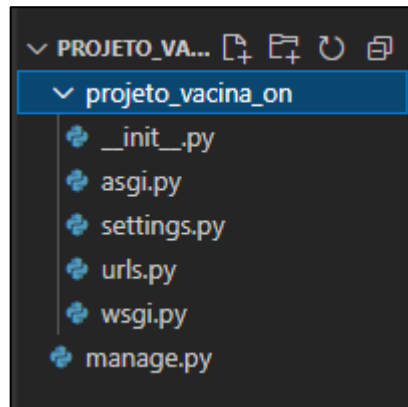 PROJETO_VA...
projeto_vacina_on
__init__.py
asgi.py
settings.py
urls.py
wsgi.py
manage.py